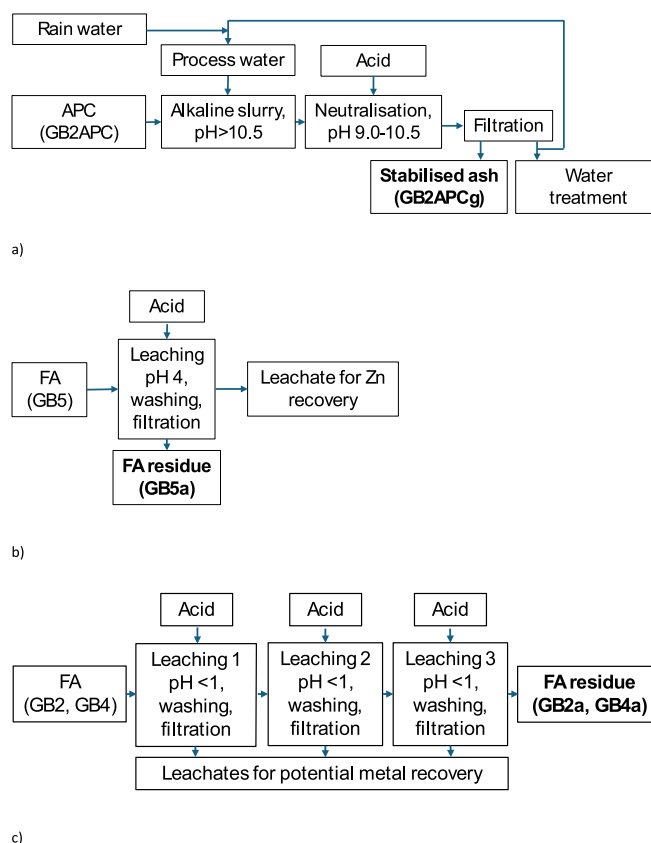 Rain water
Process water
Acid
APC
(GB2APC)
Alkaline slurry,
pH>10.5
Neutralisation,
pH 9.0-10.5
Filtration
Stabilised ash
(GB2APCg)
Water
treatment
a)
Acid
FA
(GB5)
Leaching
pH 4,
washing,
filtration
Leachate for Zn
recovery
FA residue
(GB5a)
b)
Acid
Acid
Acid
FA
(GB2, GB4)
Leaching 1
pH <1,
washing,
filtration
Leaching 2
pH <1,
washing,
filtration
Leaching 3
pH <1,
washing,
filtration
FA residue
(GB2a, GB4a)
Leachates for potential metal recovery
c)